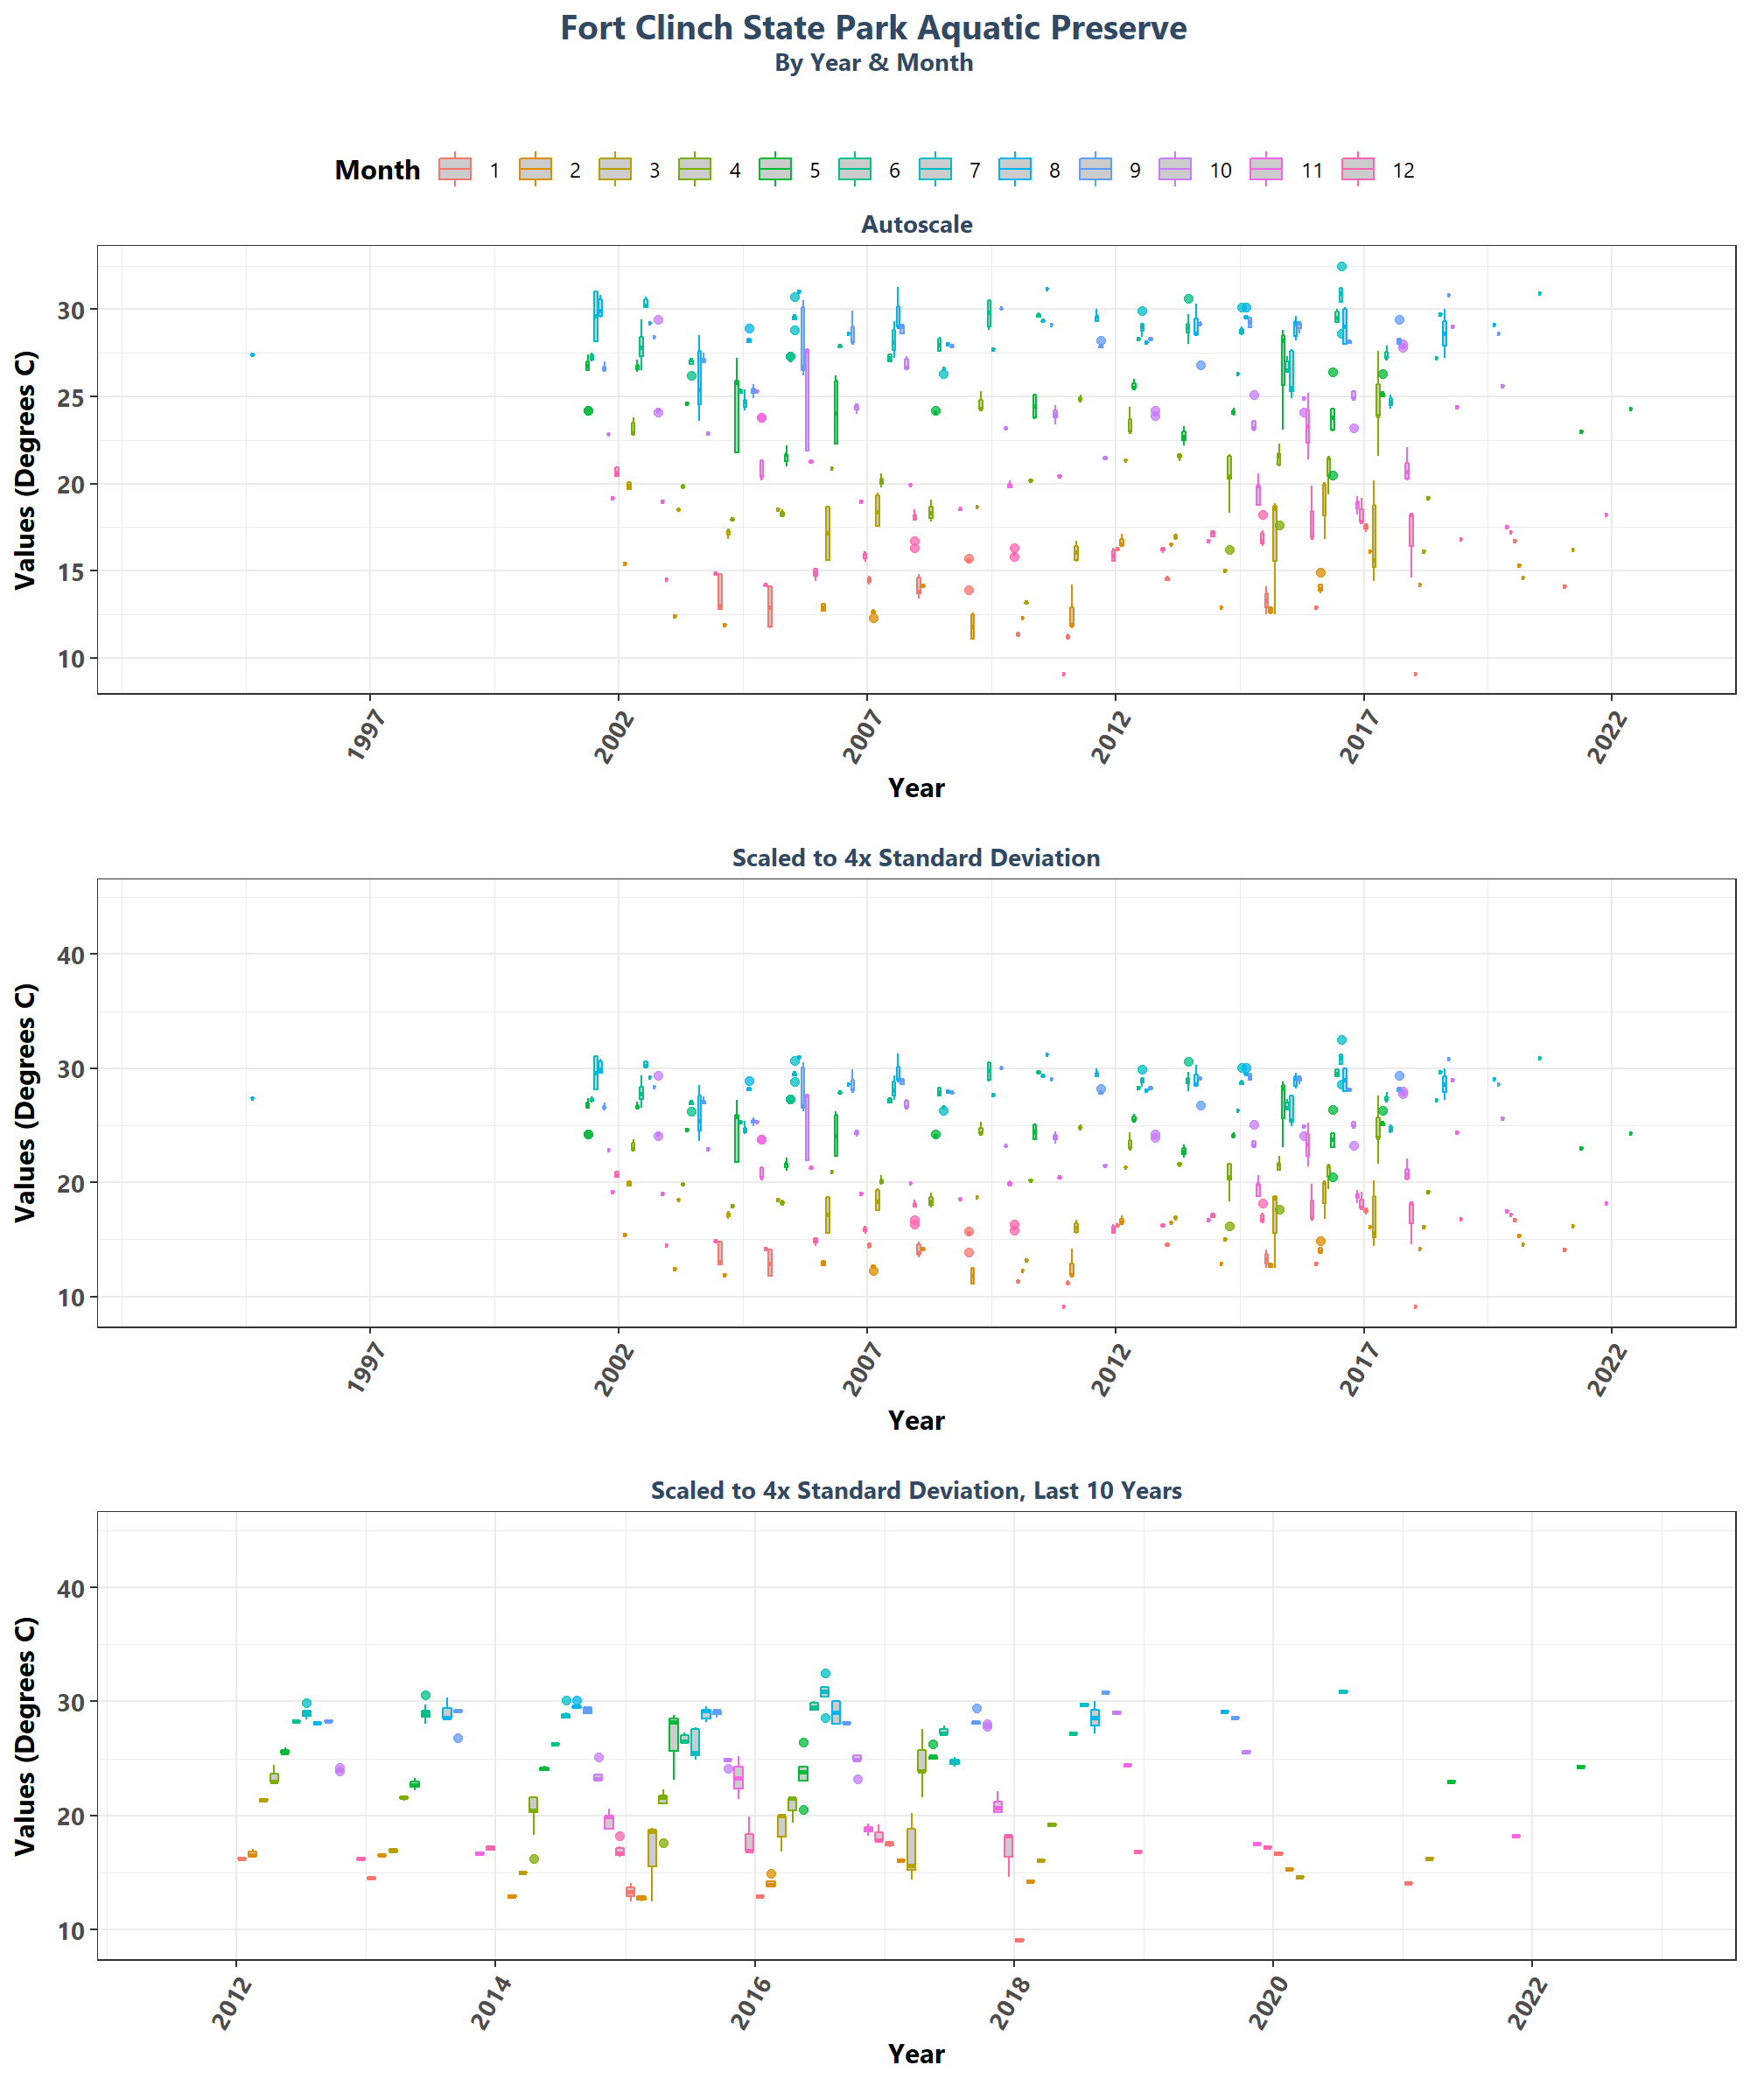 Fort Clinch State Park Aquatic Preserve
By Year & Month
Month 1 2 3 4 5 6 7 8 9 10 11 12
Autoscale
Values (Degrees C)
30
25
20
15
10
1997 2002 2007 2012 2017 2022
Year
Scaled to 4x Standard Deviation
Values (Degrees C)
40
30
20
10
1997 2002 2007 2012 2017 2022
Year
Scaled to 4x Standard Deviation, Last 10 Years
Values (Degrees C)
40
30
20
10
2012 2014 2016 2018 2020 2022
Year